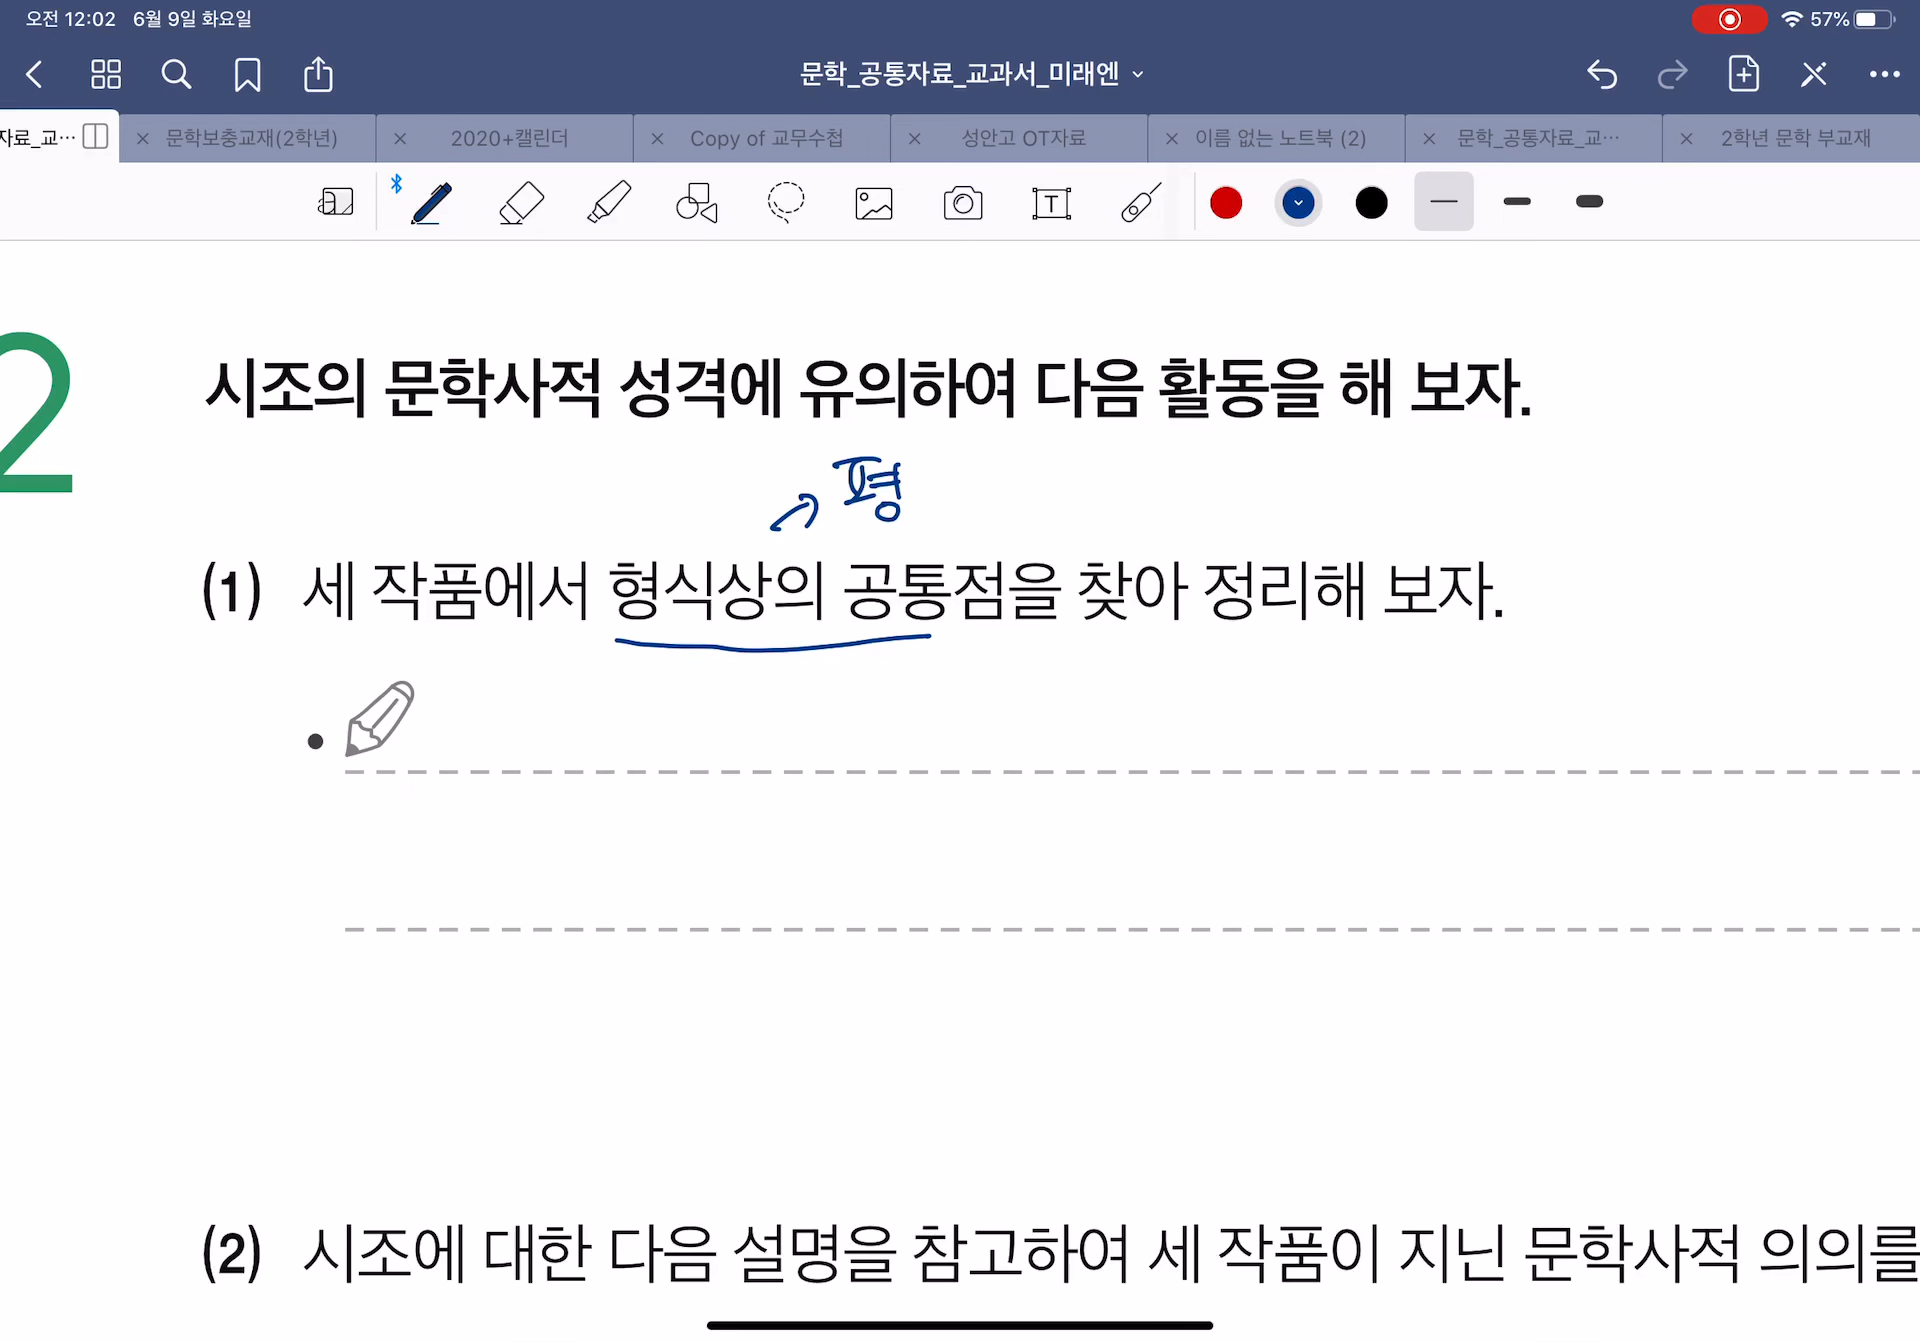 오전 12:02 6월 9일 화요일 57%
문학_공통자료_교과서_미래엔
자료_교… 문학보충교재(2학년) 2020+캘린더 Copy of 교무수첩 성안고 OT자료 이름 없는 노트북 (2) 문학_공통자료_교… 2학년 문학 부교재
2 시조의 문학사적 성격에 유의하여 다음 활동을 해 보자.
평
(1) 세 작품에서 형식상의 공통점을 찾아 정리해 보자.
(2) 시조에 대한 다음 설명을 참고하여 세 작품이 지닌 문학사적 의의를